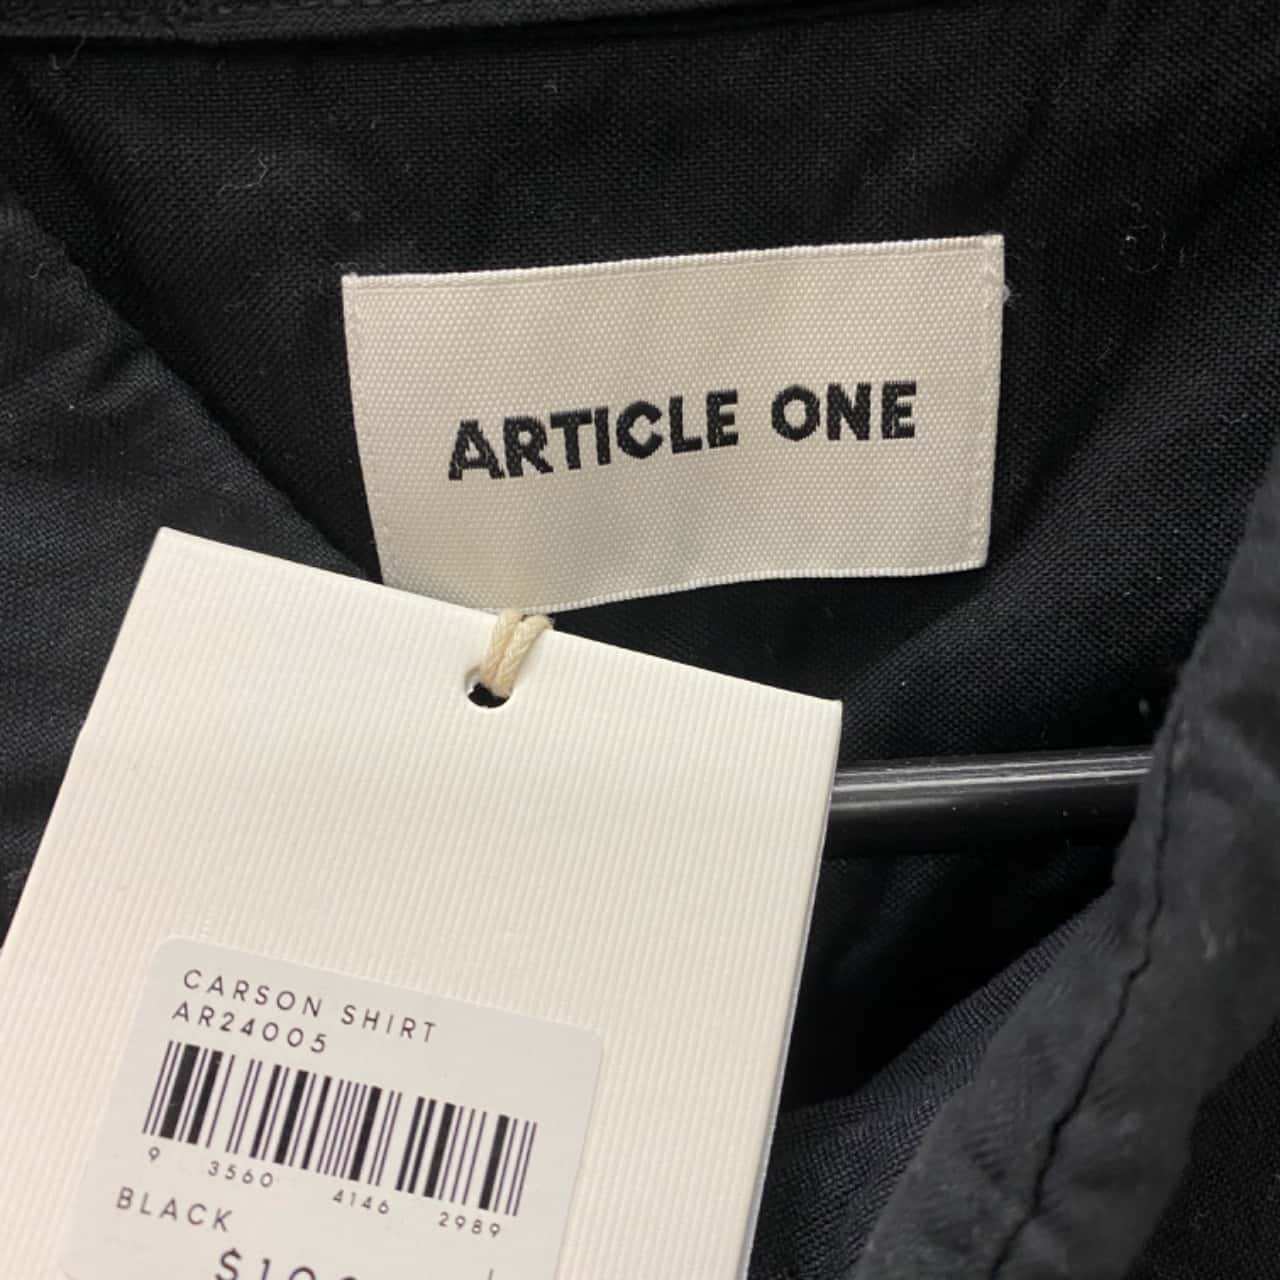 ARTICLE ONE
CARSON SHIRT
AR24005
9 3560 4146 2989
BLACK